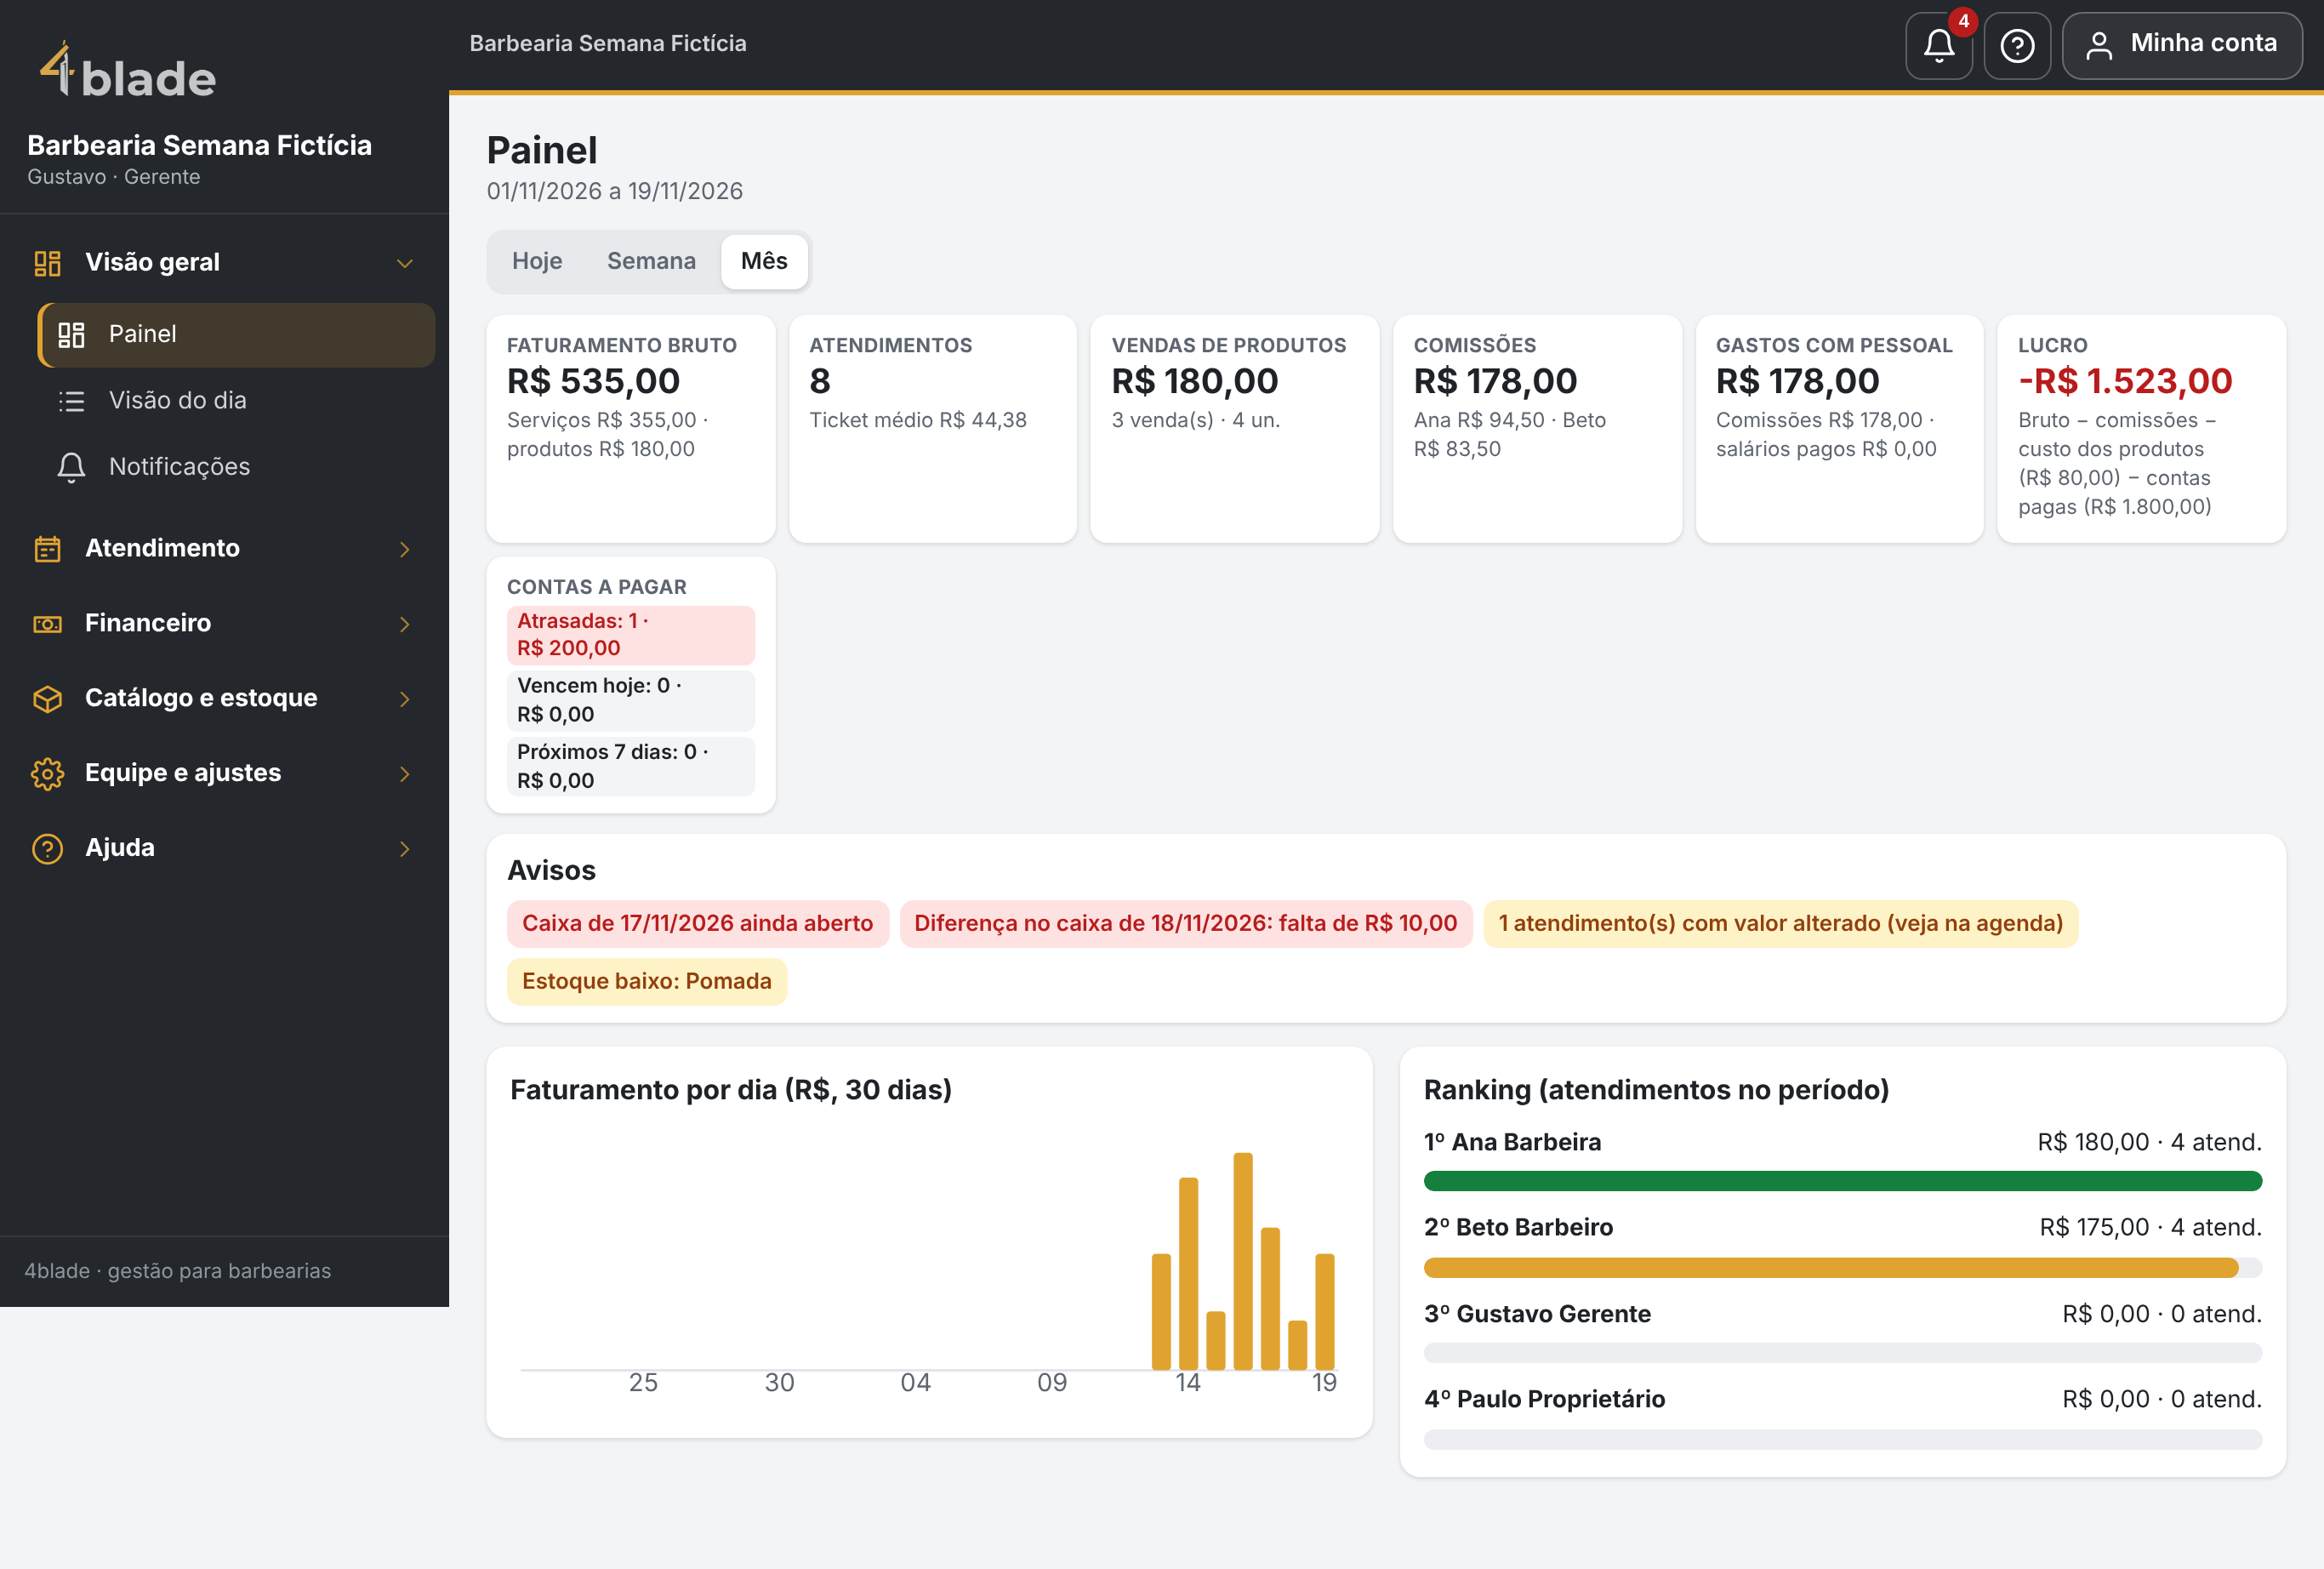 4blade
Barbearia Semana Fictícia
Gustavo · Gerente
Visão geral
Painel
Visão do dia
Notificações
Atendimento
Financeiro
Catálogo e estoque
Equipe e ajustes
Ajuda
4blade · gestão para barbearias
Barbearia Semana Fictícia
4
Minha conta
Painel
01/11/2026 a 19/11/2026
Hoje
Semana
Mês
FATURAMENTO BRUTO
R$ 535,00
Serviços R$ 355,00 ·
produtos R$ 180,00
ATENDIMENTOS
8
Ticket médio R$ 44,38
VENDAS DE PRODUTOS
R$ 180,00
3 venda(s) · 4 un.
COMISSÕES
R$ 178,00
Ana R$ 94,50 · Beto
R$ 83,50
GASTOS COM PESSOAL
R$ 178,00
Comissões R$ 178,00 ·
salários pagos R$ 0,00
LUCRO
-R$ 1.523,00
Bruto − comissões −
custo dos produtos
(R$ 80,00) − contas
pagas (R$ 1.800,00)
CONTAS A PAGAR
Atrasadas: 1 ·
R$ 200,00
Vencem hoje: 0 ·
R$ 0,00
Próximos 7 dias: 0 ·
R$ 0,00
Avisos
Caixa de 17/11/2026 ainda aberto
Diferença no caixa de 18/11/2026: falta de R$ 10,00
1 atendimento(s) com valor alterado (veja na agenda)
Estoque baixo: Pomada
Faturamento por dia (R$, 30 dias)
25 30 04 09 14 19
Ranking (atendimentos no período)
1º Ana Barbeira R$ 180,00 · 4 atend.
2º Beto Barbeiro R$ 175,00 · 4 atend.
3º Gustavo Gerente R$ 0,00 · 0 atend.
4º Paulo Proprietário R$ 0,00 · 0 atend.